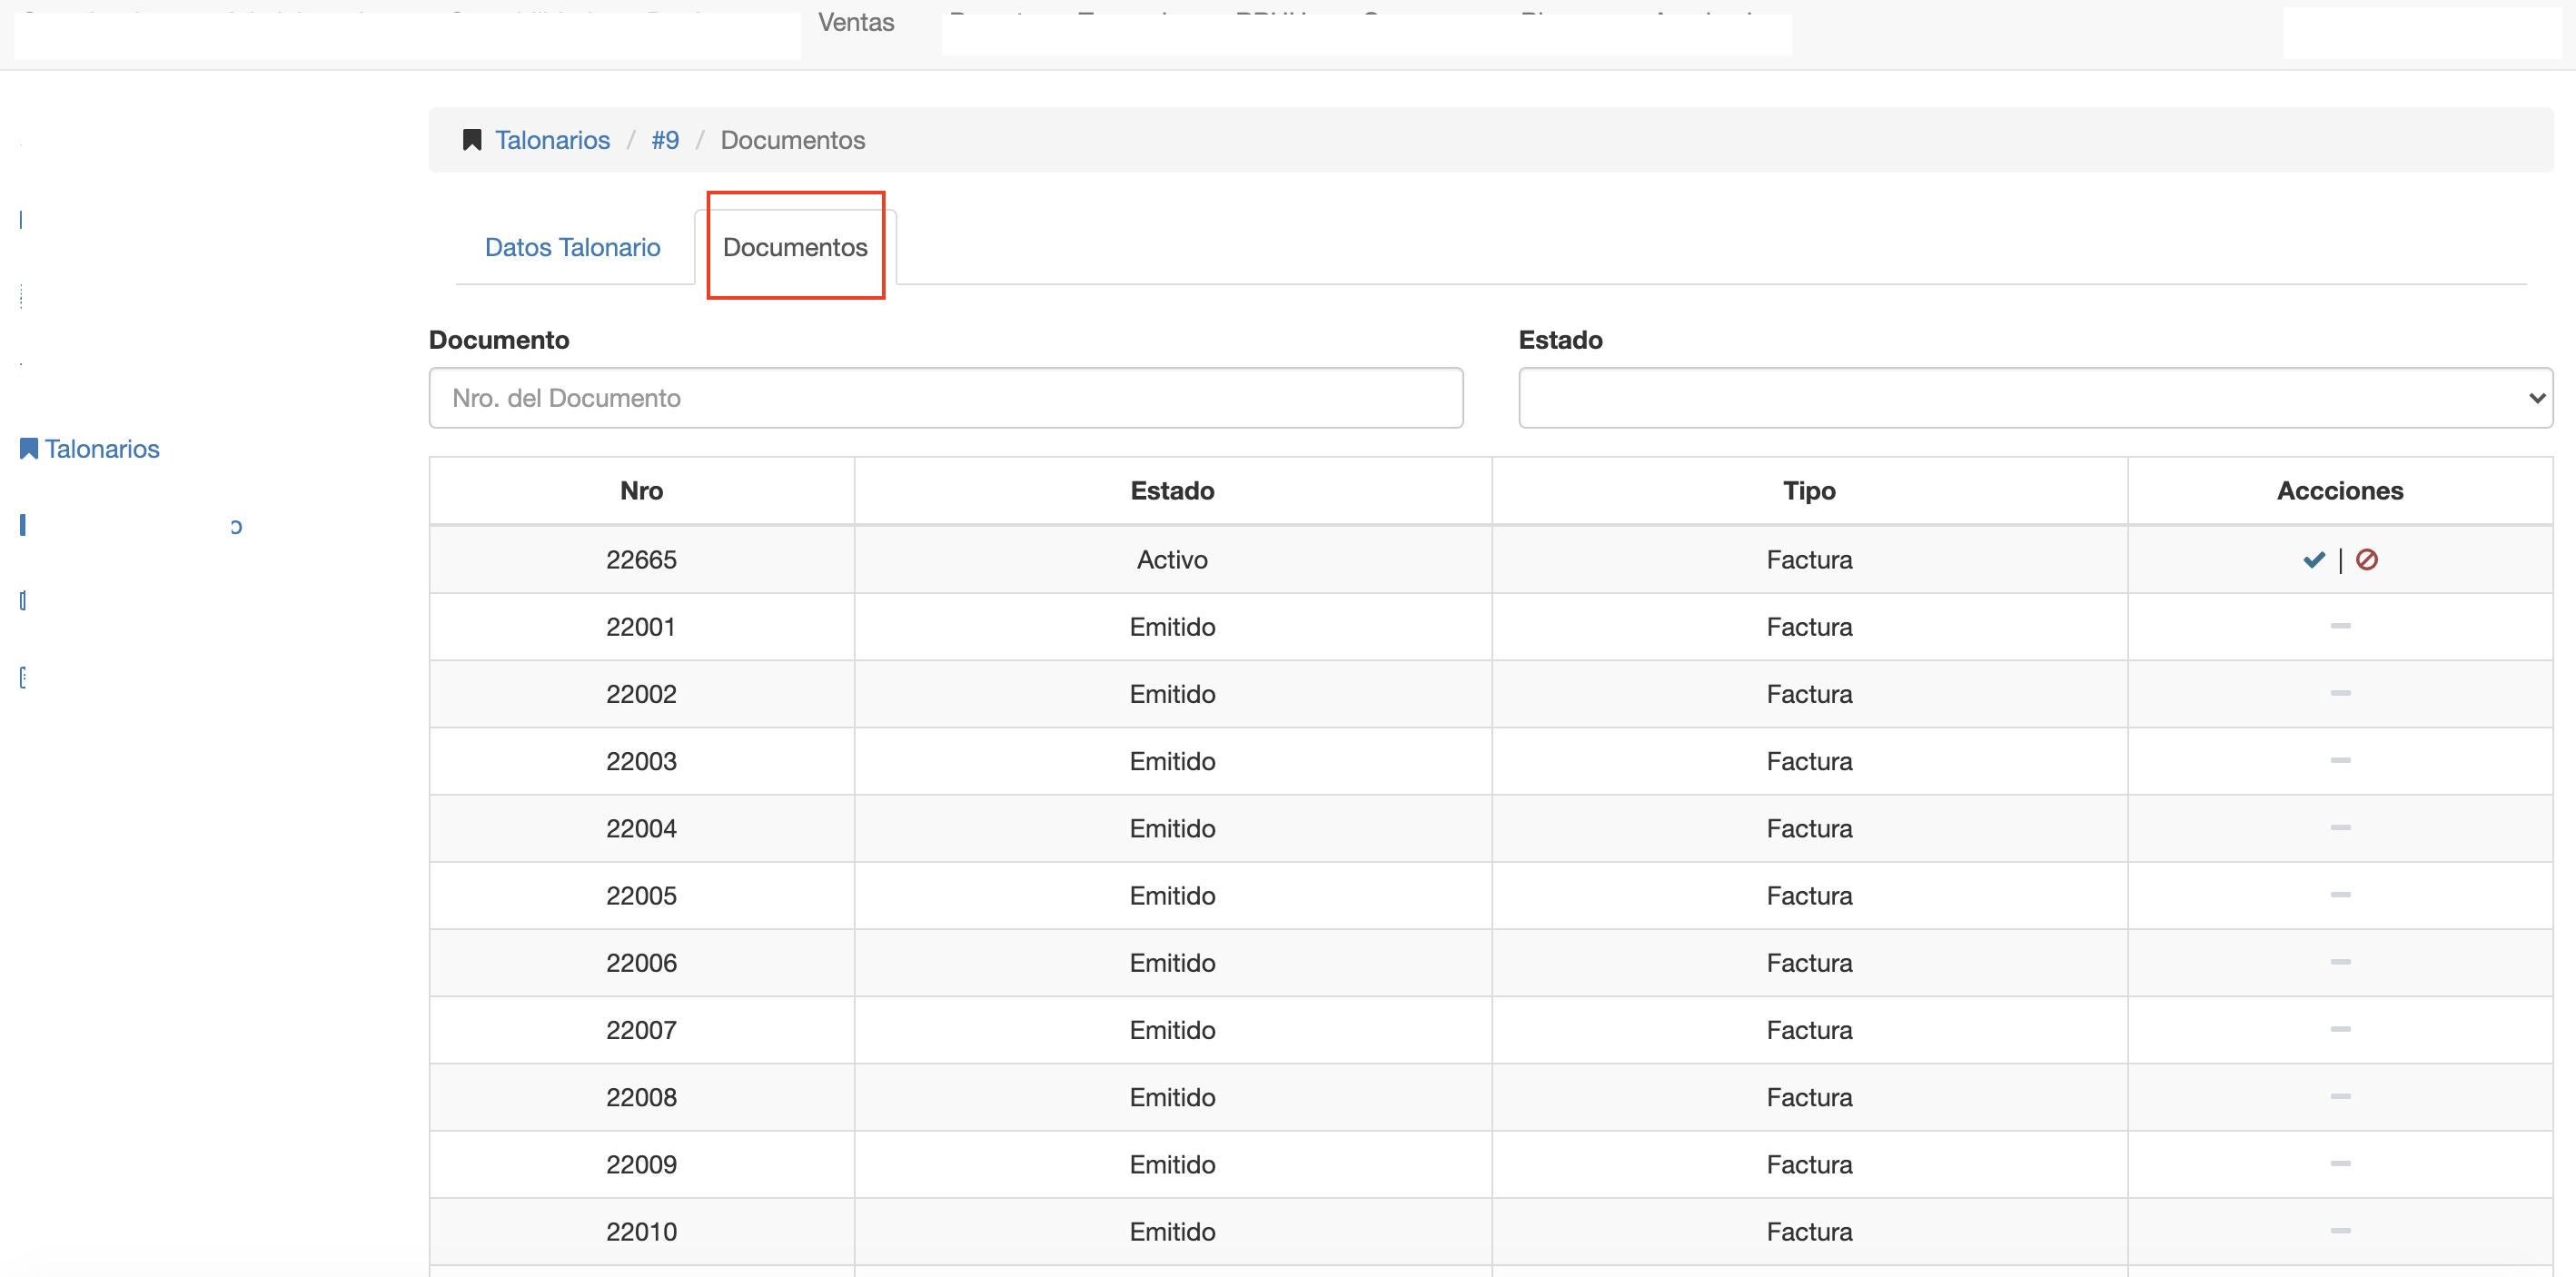 Ventas
Talonarios / #9 / Documentos
Datos Talonario Documentos
Documento Estado
Nro. del Documento
Talonarios
Nro Estado Tipo Accciones
22665 Activo Factura |
22001 Emitido Factura
22002 Emitido Factura
22003 Emitido Factura
22004 Emitido Factura
22005 Emitido Factura
22006 Emitido Factura
22007 Emitido Factura
22008 Emitido Factura
22009 Emitido Factura
22010 Emitido Factura